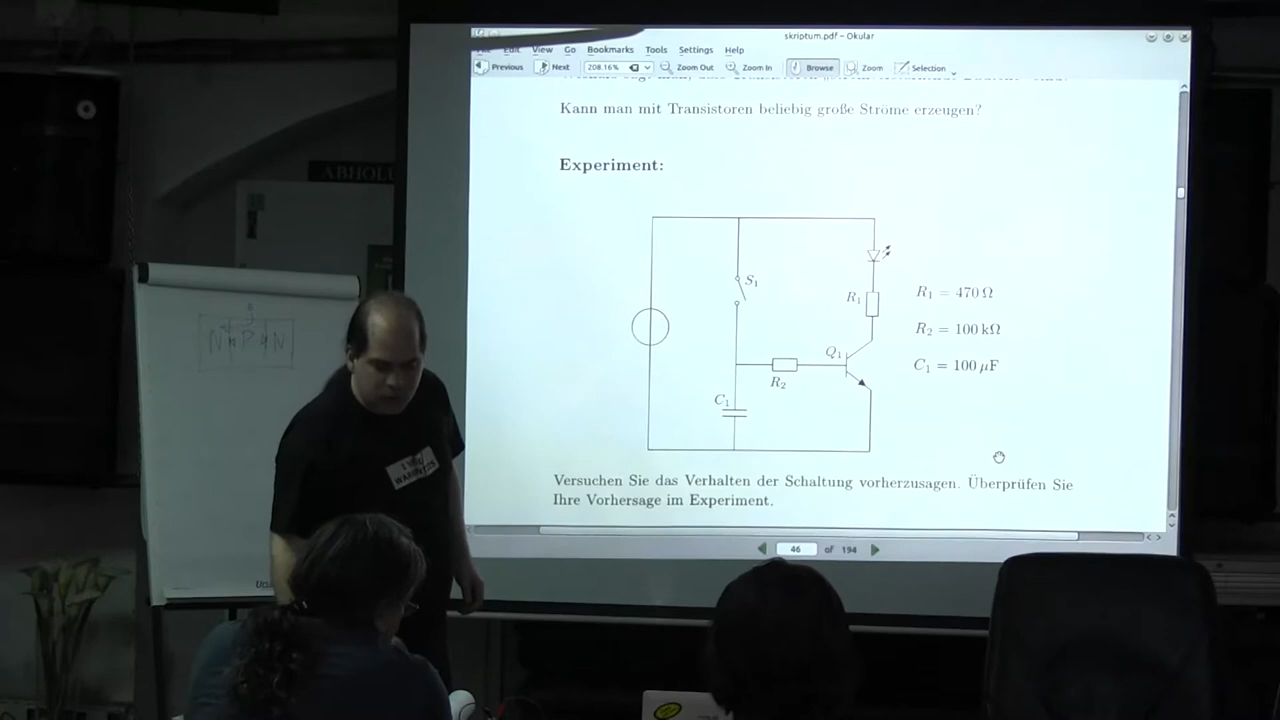 skriptum.pdf – Okular
Edit View Go Bookmarks Tools Settings Help
Previous Next 208.16% Zoom Out Zoom In Browse Zoom Selection
Kann man mit Transistoren beliebig große Ströme erzeugen?
Experiment:
S₁
R₁
R₁ = 470 Ω
R₂ = 100 kΩ
Q₁
C₁ = 100 μF
R₂
C₁
Versuchen Sie das Verhalten der Schaltung vorherzusagen. Überprüfen Sie
Ihre Vorhersage im Experiment.
46 of 194
ABHOLU
N P N